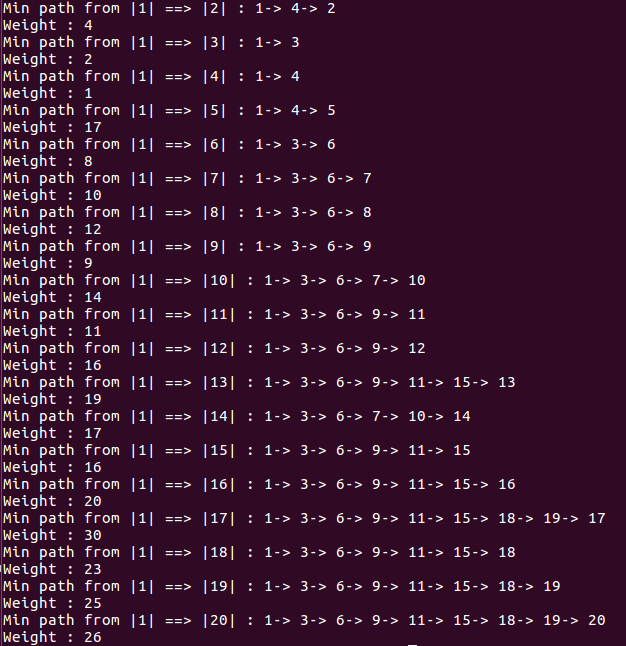 Min path from |1| ==> |2| : 1-> 4-> 2
Weight : 4
Min path from |1| ==> |3| : 1-> 3
Weight : 2
Min path from |1| ==> |4| : 1-> 4
Weight : 1
Min path from |1| ==> |5| : 1-> 4-> 5
Weight : 17
Min path from |1| ==> |6| : 1-> 3-> 6
Weight : 8
Min path from |1| ==> |7| : 1-> 3-> 6-> 7
Weight : 10
Min path from |1| ==> |8| : 1-> 3-> 6-> 8
Weight : 12
Min path from |1| ==> |9| : 1-> 3-> 6-> 9
Weight : 9
Min path from |1| ==> |10| : 1-> 3-> 6-> 7-> 10
Weight : 14
Min path from |1| ==> |11| : 1-> 3-> 6-> 9-> 11
Weight : 11
Min path from |1| ==> |12| : 1-> 3-> 6-> 9-> 12
Weight : 16
Min path from |1| ==> |13| : 1-> 3-> 6-> 9-> 11-> 15-> 13
Weight : 19
Min path from |1| ==> |14| : 1-> 3-> 6-> 7-> 10-> 14
Weight : 17
Min path from |1| ==> |15| : 1-> 3-> 6-> 9-> 11-> 15
Weight : 16
Min path from |1| ==> |16| : 1-> 3-> 6-> 9-> 11-> 15-> 16
Weight : 20
Min path from |1| ==> |17| : 1-> 3-> 6-> 9-> 11-> 15-> 18-> 19-> 17
Weight : 30
Min path from |1| ==> |18| : 1-> 3-> 6-> 9-> 11-> 15-> 18
Weight : 23
Min path from |1| ==> |19| : 1-> 3-> 6-> 9-> 11-> 15-> 18-> 19
Weight : 25
Min path from |1| ==> |20| : 1-> 3-> 6-> 9-> 11-> 15-> 18-> 19-> 20
Weight : 26